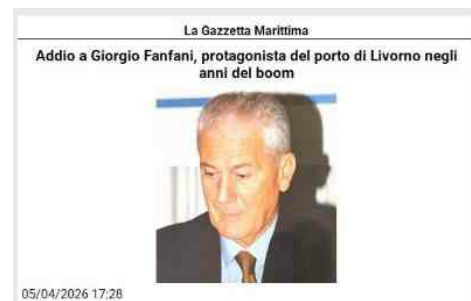 La Gazzetta Marittima
Addio a Giorgio Fanfani, protagonista del porto di Livorno negli
anni del boom
05/04/2026 17:28